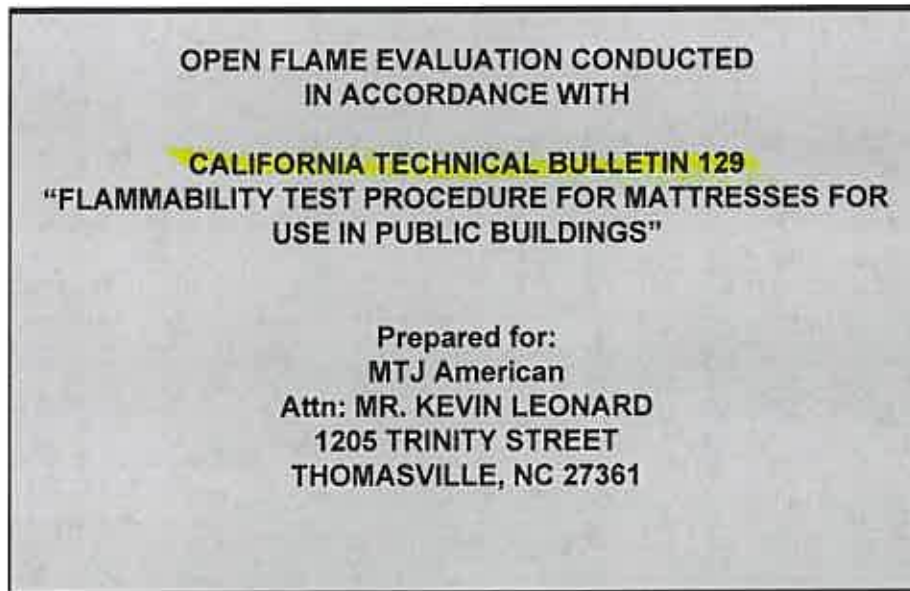 OPEN FLAME EVALUATION CONDUCTED
IN ACCORDANCE WITH
CALIFORNIA TECHNICAL BULLETIN 129
“FLAMMABILITY TEST PROCEDURE FOR MATTRESSES FOR
USE IN PUBLIC BUILDINGS”
Prepared for:
MTJ American
Attn: MR. KEVIN LEONARD
1205 TRINITY STREET
THOMASVILLE, NC 27361